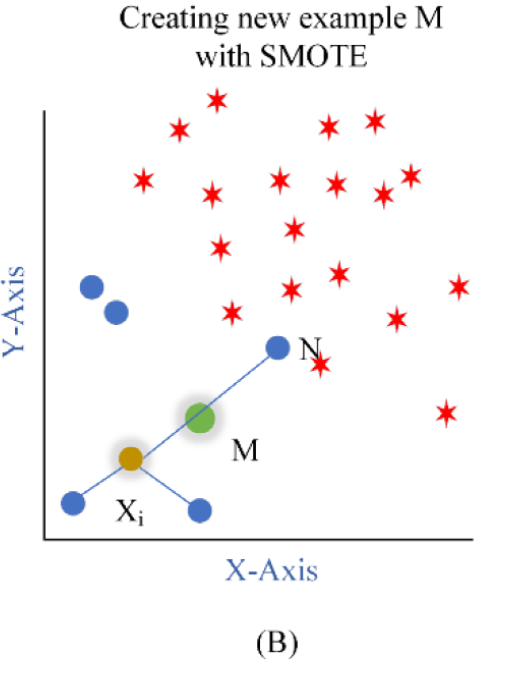 Creating new example M
with SMOTE
Y-Axis
N
M
Xi
X-Axis
(B)